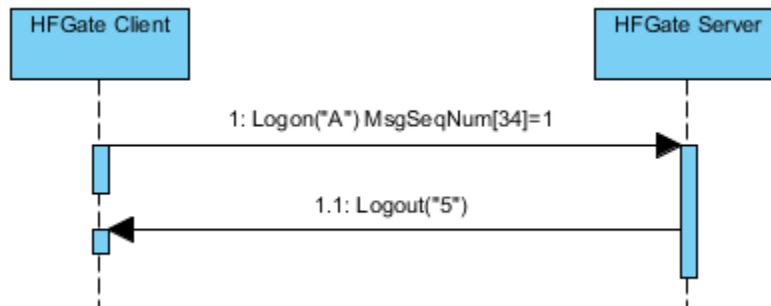 HFGate Client
HFGate Server
1: Logon("A") MsgSeqNum[34]=1
1.1: Logout("5")